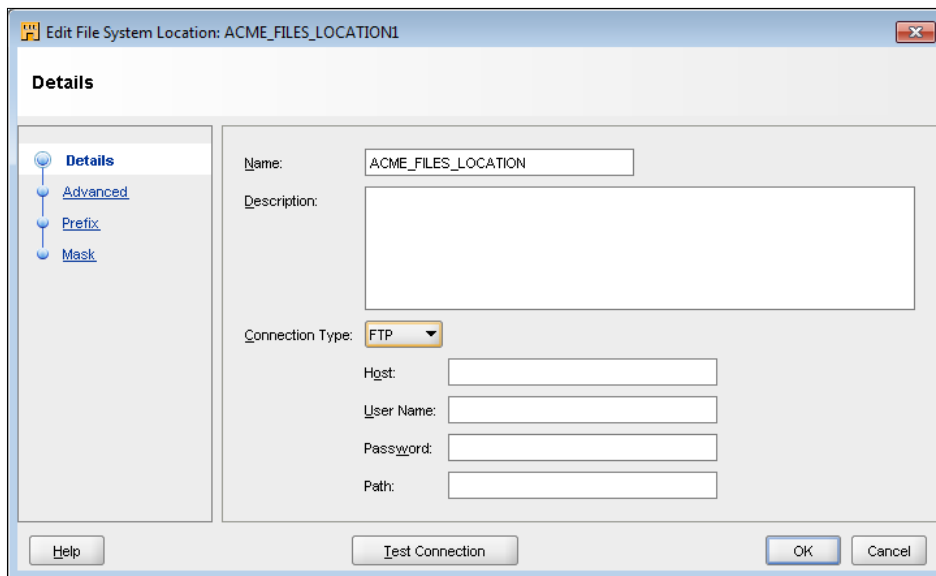 Edit File System Location: ACME_FILES_LOCATION1
Details
Details
Advanced
Prefix
Mask
Name: ACME_FILES_LOCATION
Description:
Connection Type: FTP
Host:
User Name:
Password:
Path:
Help Test Connection OK Cancel